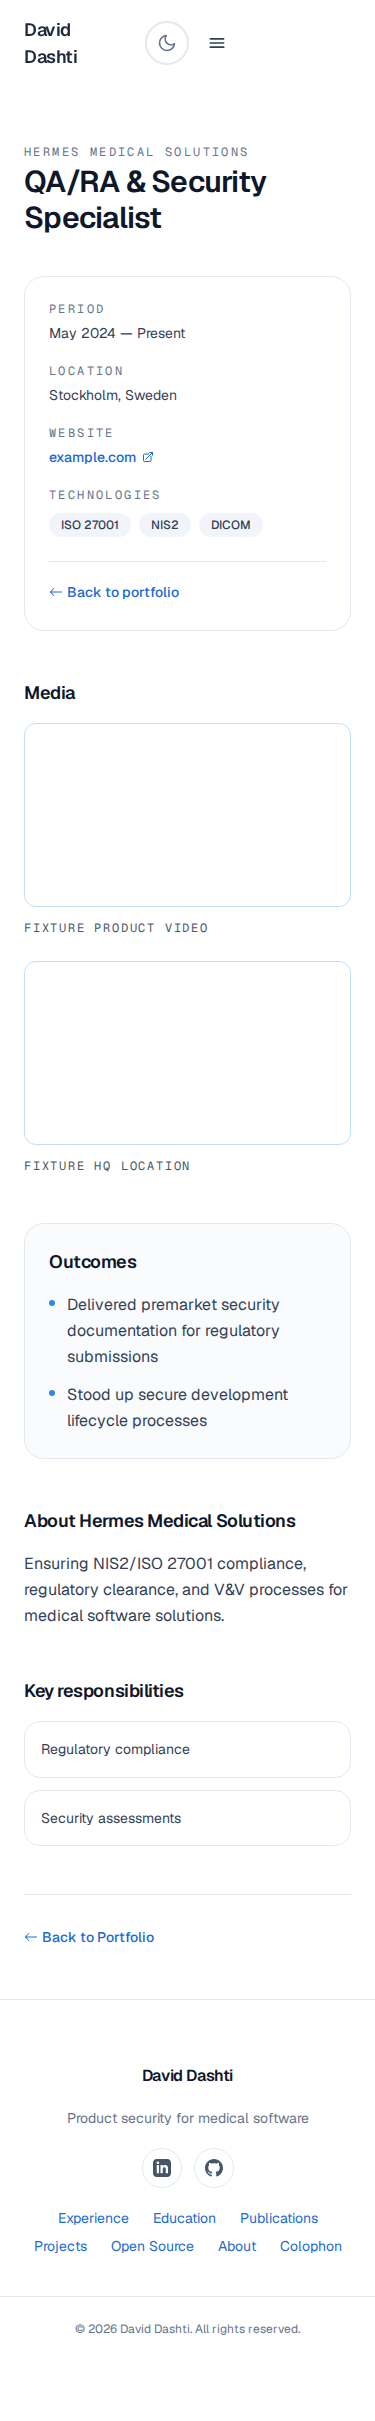 David
Dashti
HERMES MEDICAL SOLUTIONS
QA/RA & Security
Specialist
PERIOD
May 2024 — Present
LOCATION
Stockholm, Sweden
WEBSITE
example.com
TECHNOLOGIES
ISO 27001 NIS2 DICOM
← Back to portfolio
Media
FIXTURE PRODUCT VIDEO
FIXTURE HQ LOCATION
Outcomes
Delivered premarket security
documentation for regulatory
submissions
Stood up secure development
lifecycle processes
About Hermes Medical Solutions
Ensuring NIS2/ISO 27001 compliance,
regulatory clearance, and V&V processes for
medical software solutions.
Key responsibilities
Regulatory compliance
Security assessments
← Back to Portfolio
David Dashti
Product security for medical software
Experience Education Publications
Projects Open Source About Colophon
© 2026 David Dashti. All rights reserved.